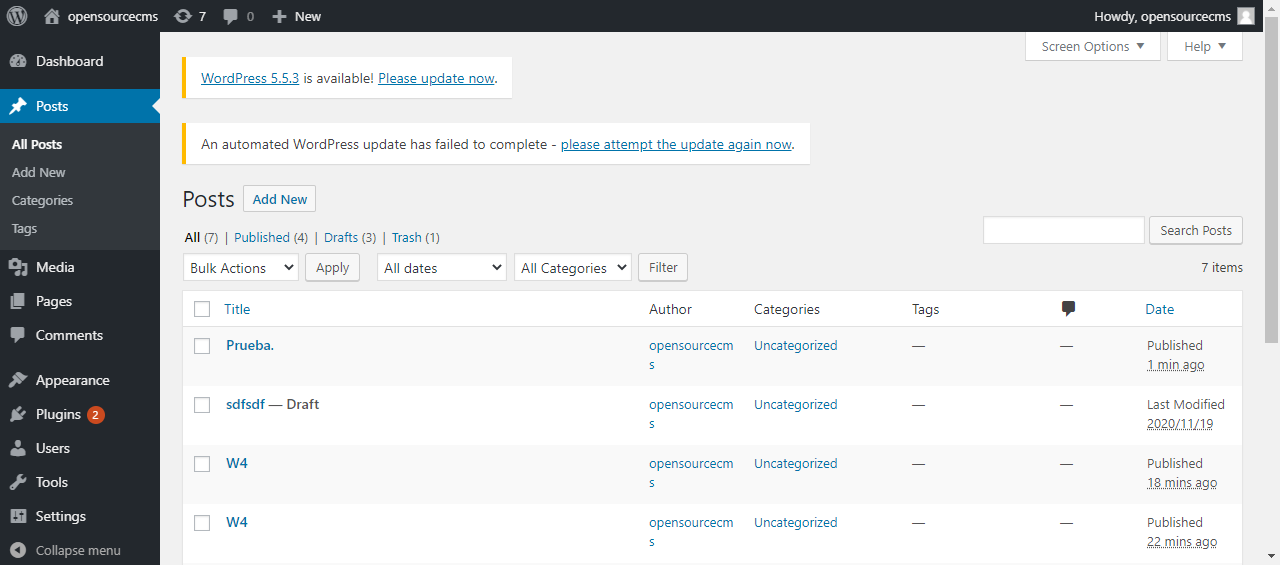 opensourcecms 7 0 New Howdy, opensourcecms
Screen Options Help
Dashboard
Posts
All Posts
Add New
Categories
Tags
Media
Pages
Comments
Appearance
Plugins 2
Users
Tools
Settings
Collapse menu
WordPress 5.5.3 is available! Please update now.
An automated WordPress update has failed to complete - please attempt the update again now.
Posts Add New
All (7) | Published (4) | Drafts (3) | Trash (1)
Search Posts
Bulk Actions Apply All dates All Categories Filter 7 items
Title Author Categories Tags Date
Prueba. opensourcecm Uncategorized — — Published
s 1 min ago
sdfsdf — Draft opensourcecm Uncategorized — — Last Modified
s 2020/11/19
W4 opensourcecm Uncategorized — — Published
s 18 mins ago
W4 opensourcecm Uncategorized — — Published
s 22 mins ago